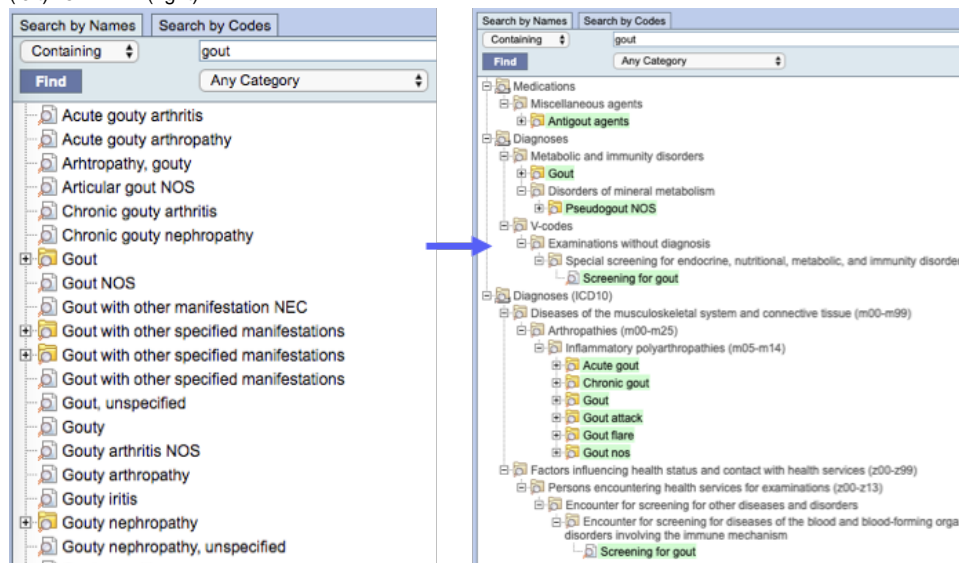 Search by Names
Search by Codes
Containing
gout
Find
Any Category
Acute gouty arthritis
Acute gouty arthropathy
Arhtropathy, gouty
Articular gout NOS
Chronic gouty arthritis
Chronic gouty nephropathy
Gout
Gout NOS
Gout with other manifestation NEC
Gout with other specified manifestations
Gout with other specified manifestations
Gout with other specified manifestations
Gout, unspecified
Gouty
Gouty arthritis NOS
Gouty arthropathy
Gouty iritis
Gouty nephropathy
Gouty nephropathy, unspecified
Search by Names
Search by Codes
Containing
gout
Find
Any Category
Medications
Miscellaneous agents
Antigout agents
Diagnoses
Metabolic and immunity disorders
Gout
Disorders of mineral metabolism
Pseudogout NOS
V-codes
Examinations without diagnosis
Special screening for endocrine, nutritional, metabolic, and immunity disorder
Screening for gout
Diagnoses (ICD10)
Diseases of the musculoskeletal system and connective tissue (m00-m99)
Arthropathies (m00-m25)
Inflammatory polyarthropathies (m05-m14)
Acute gout
Chronic gout
Gout
Gout attack
Gout flare
Gout nos
Factors influencing health status and contact with health services (z00-z99)
Persons encountering health services for examinations (z00-z13)
Encounter for screening for other diseases and disorders
Encounter for screening for diseases of the blood and blood-forming orga
disorders involving the immune mechanism
Screening for gout